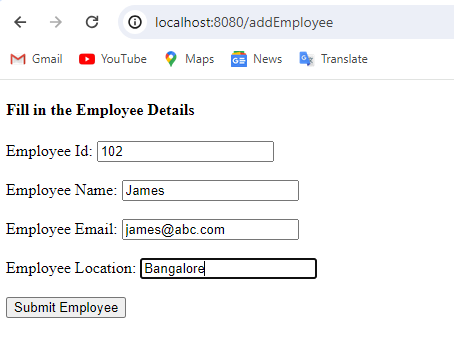 localhost:8080/addEmployee
Gmail YouTube Maps News Translate
Fill in the Employee Details
Employee Id: 102
Employee Name: James
Employee Email: james@abc.com
Employee Location: Bangalore
Submit Employee